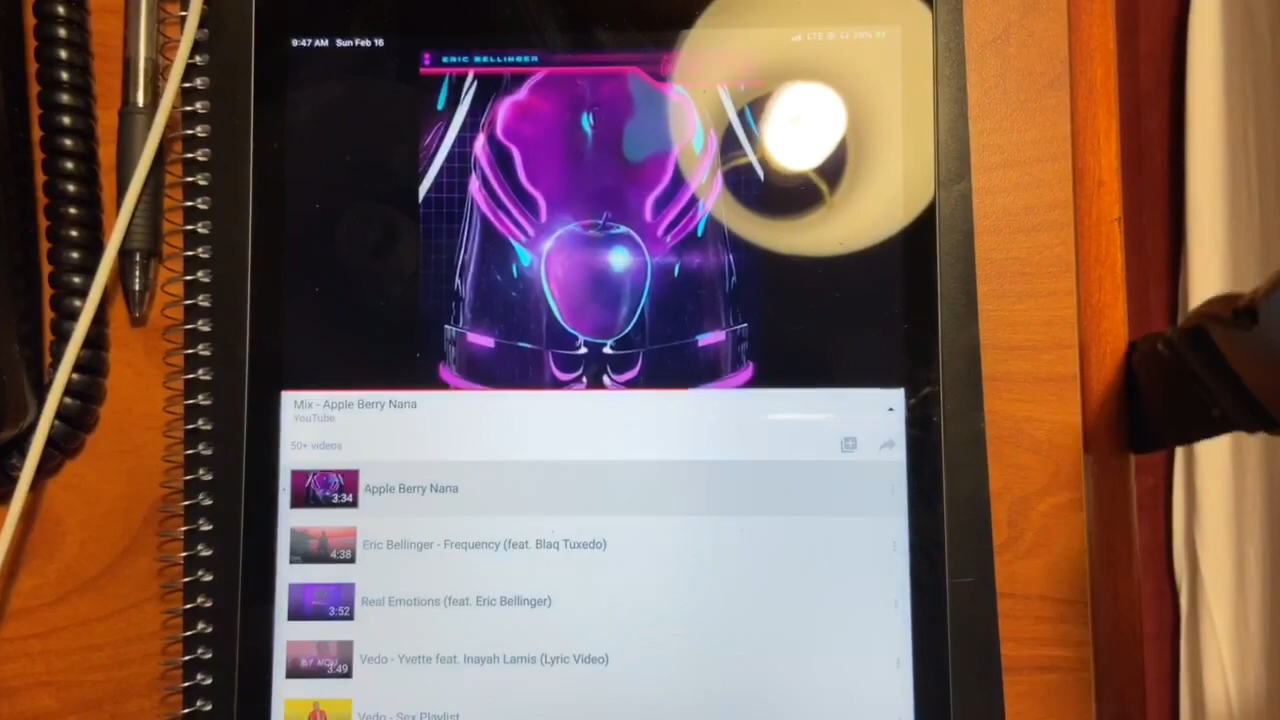 9:47 AM Sun Feb 16
LTE
ERIC BELLINGER
Mix - Apple Berry Nana
YouTube
50+ videos
3:34
Apple Berry Nana
4:38
Eric Bellinger - Frequency (feat. Blaq Tuxedo)
3:52
Real Emotions (feat. Eric Bellinger)
3:49
Vedo - Yvette feat. Inayah Lamis (Lyric Video)
Vedo - Sex Playlist